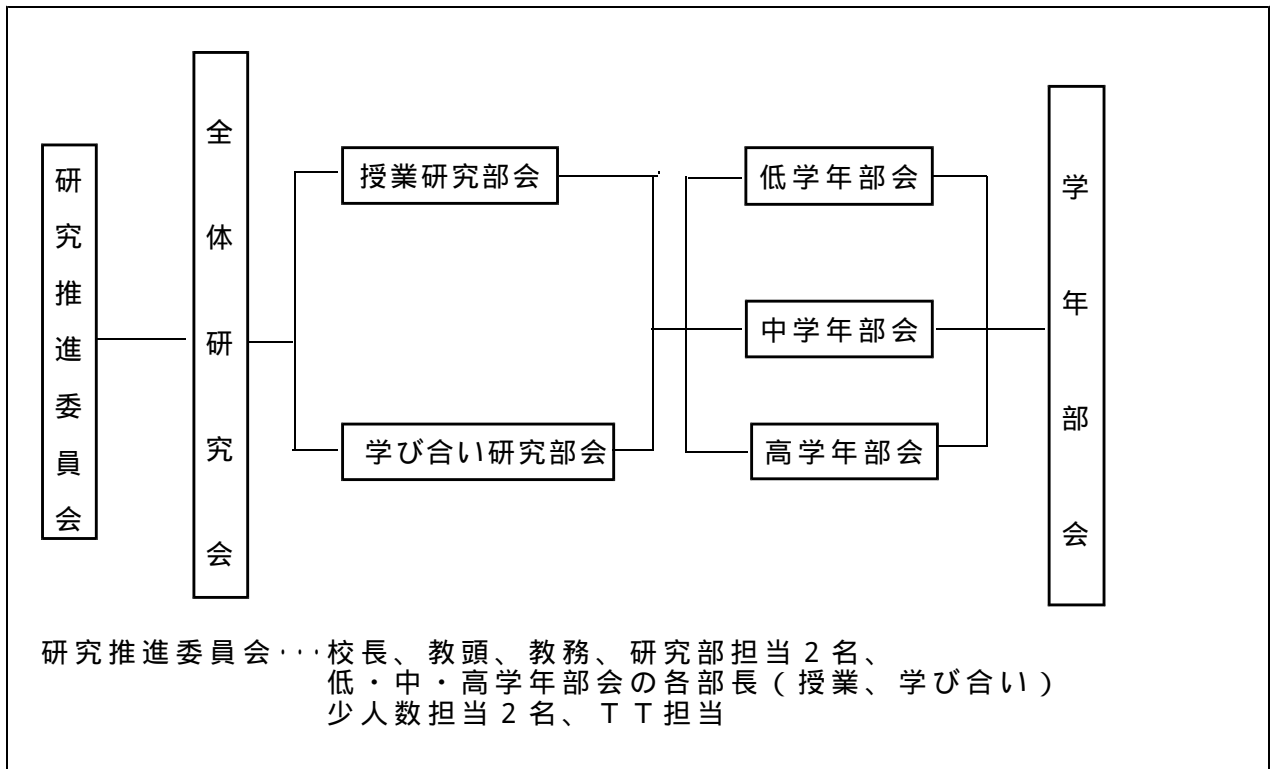 研究推進委員会
全体研究会
授業研究部会
学び合い研究部会
低学年部会
中学年部会
高学年部会
学年部会
研究推進委員会･･･校長、教頭、教務、研究部担当2名、
低・中・高学年部会の各部長(授業、学び合い)
少人数担当2名、TT担当